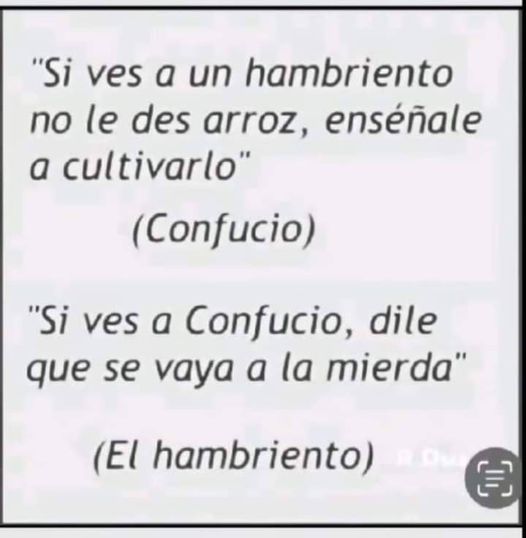 "Si ves a un hambriento
no le des arroz, enséñale
a cultivarlo"
(Confucio)
"Si ves a Confucio, dile
que se vaya a la mierda"
(El hambriento)